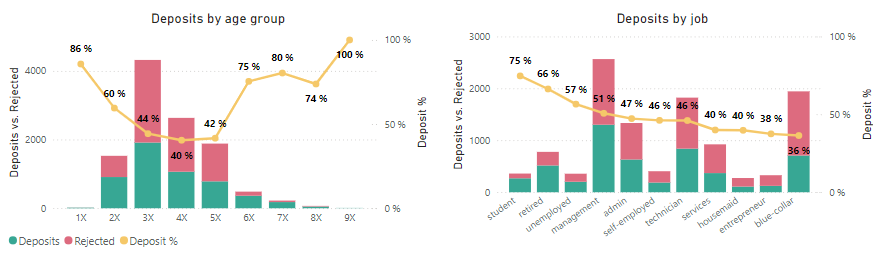 Deposits by age group
Deposits vs. Rejected
4000
2000
0
86 %
60 %
44 %
40 %
42 %
75 %
80 %
74 %
100 %
100 %
50 %
0 %
Deposit %
1X 2X 3X 4X 5X 6X 7X 8X 9X
Deposits Rejected Deposit %
Deposits by job
Deposits vs. Rejected
3000
2000
1000
0
75 %
66 %
57 %
51 %
47 %
46 %
46 %
40 %
40 %
38 %
36 %
100 %
50 %
0 %
Deposit %
student
retired
unemployed
management
admin
self-employed
technician
services
housemaid
entrepreneur
blue-collar